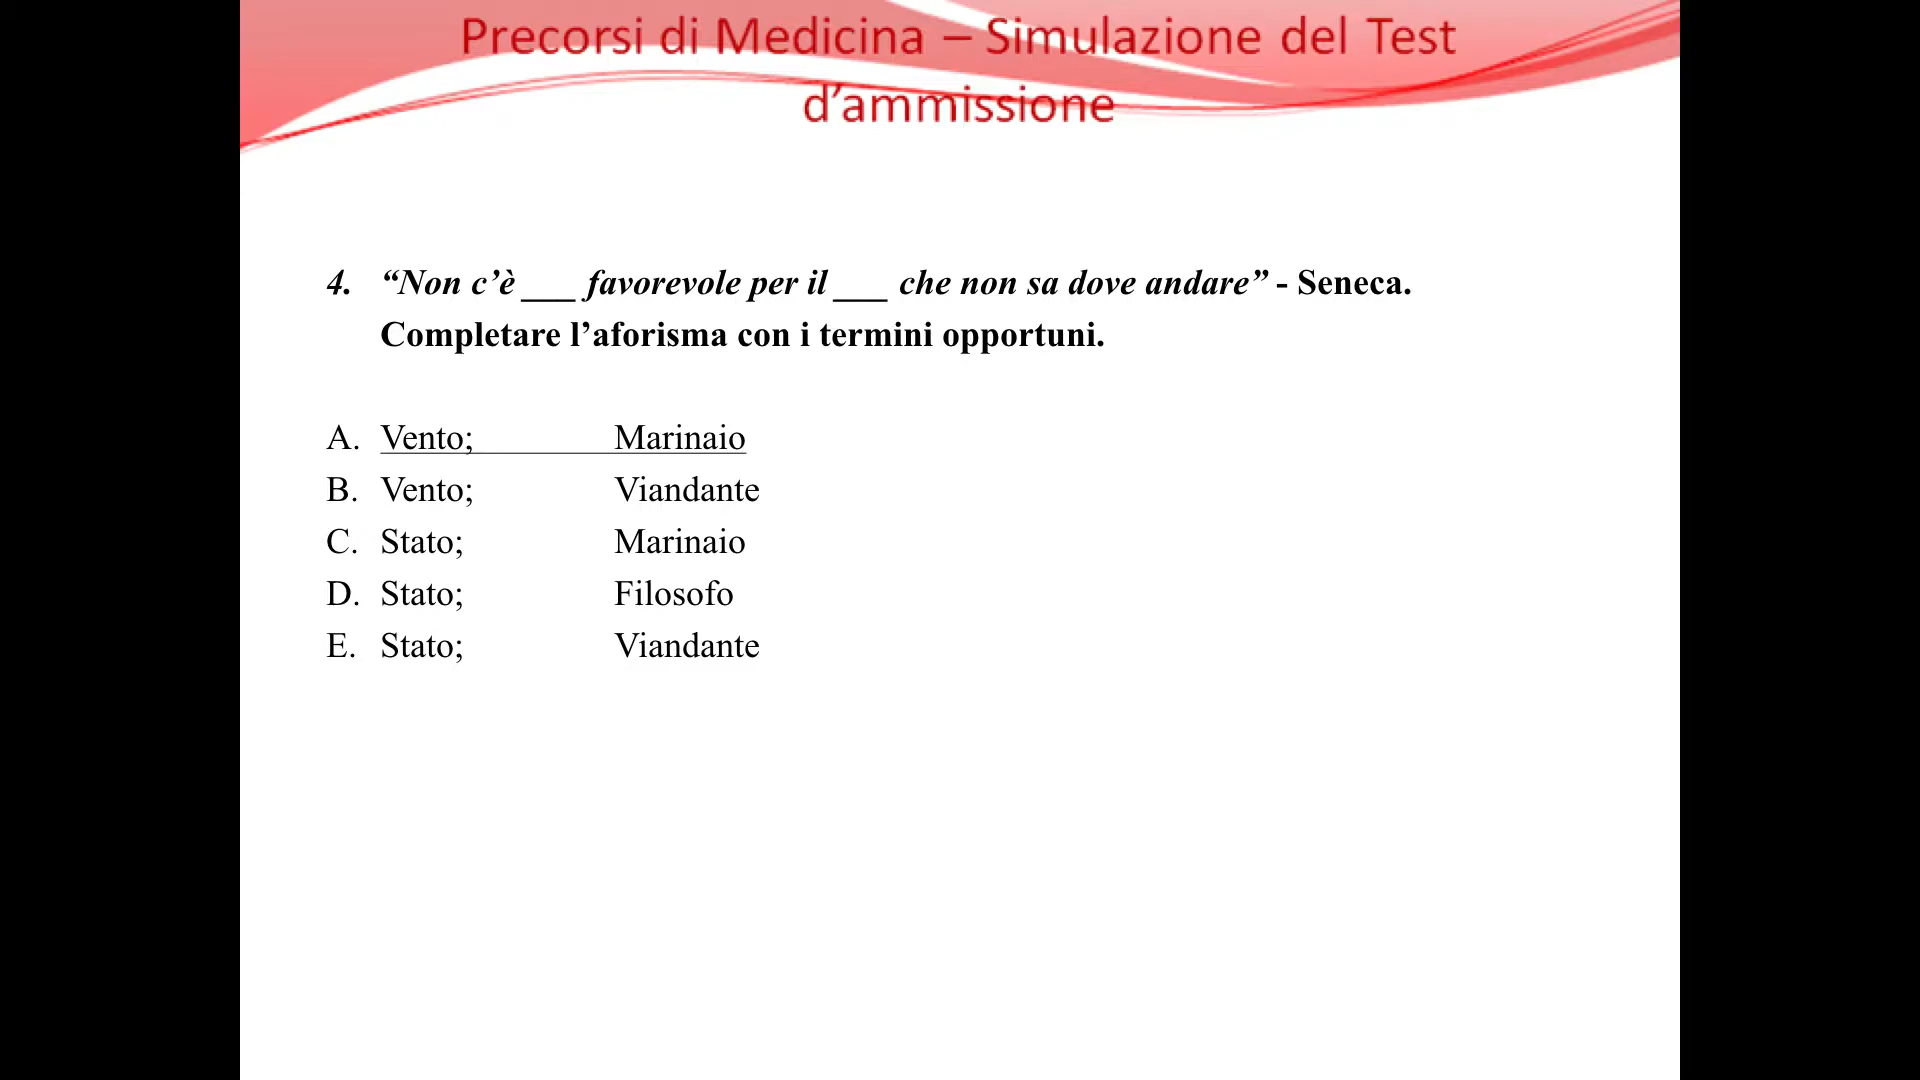 Precorsi di Medicina – Simulazione del Test
d’ammissione
4. “Non c’è ___ favorevole per il ___ che non sa dove andare” - Seneca.
Completare l’aforisma con i termini opportuni.
A. Vento; Marinaio
B. Vento; Viandante
C. Stato; Marinaio
D. Stato; Filosofo
E. Stato; Viandante